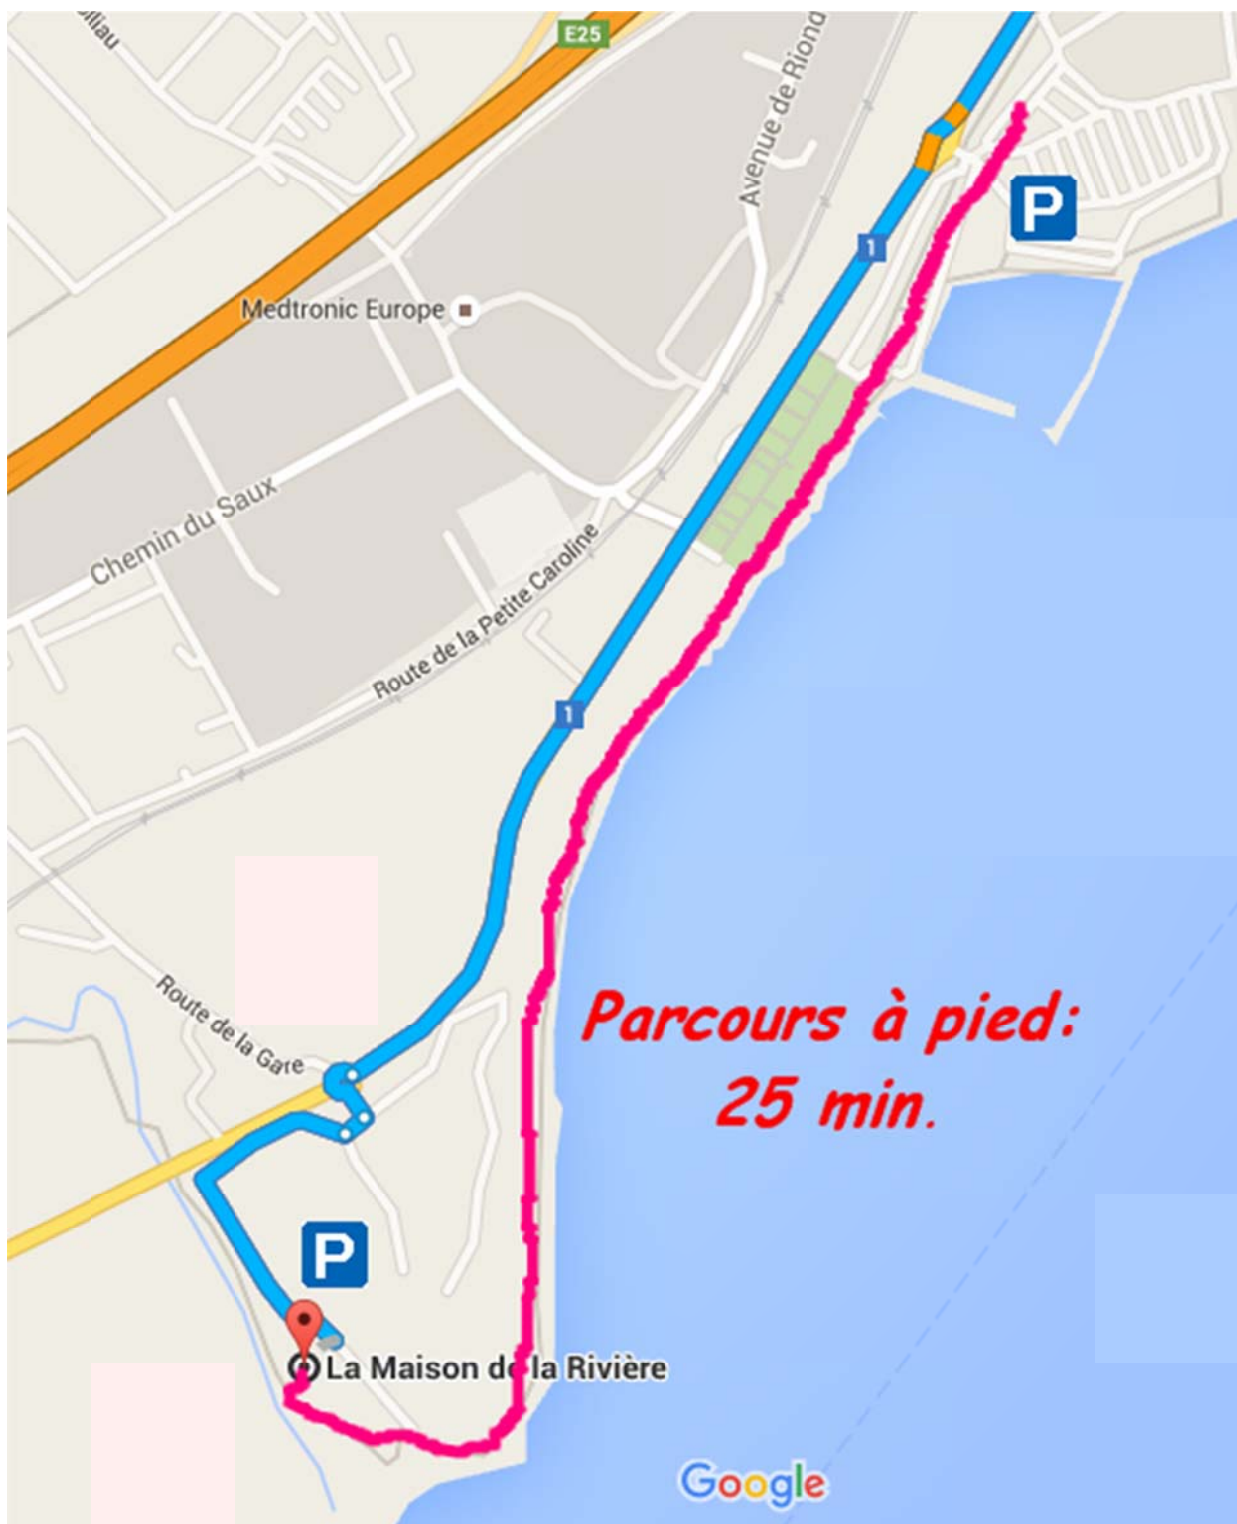 E25
Avenue de Riond
P
1
Medtronic Europe
Chemin du Saux
Route de la Petite Caroline
1
Route de la Gare
Parcours à pied:
25 min.
P
La Maison de la Rivière
Google